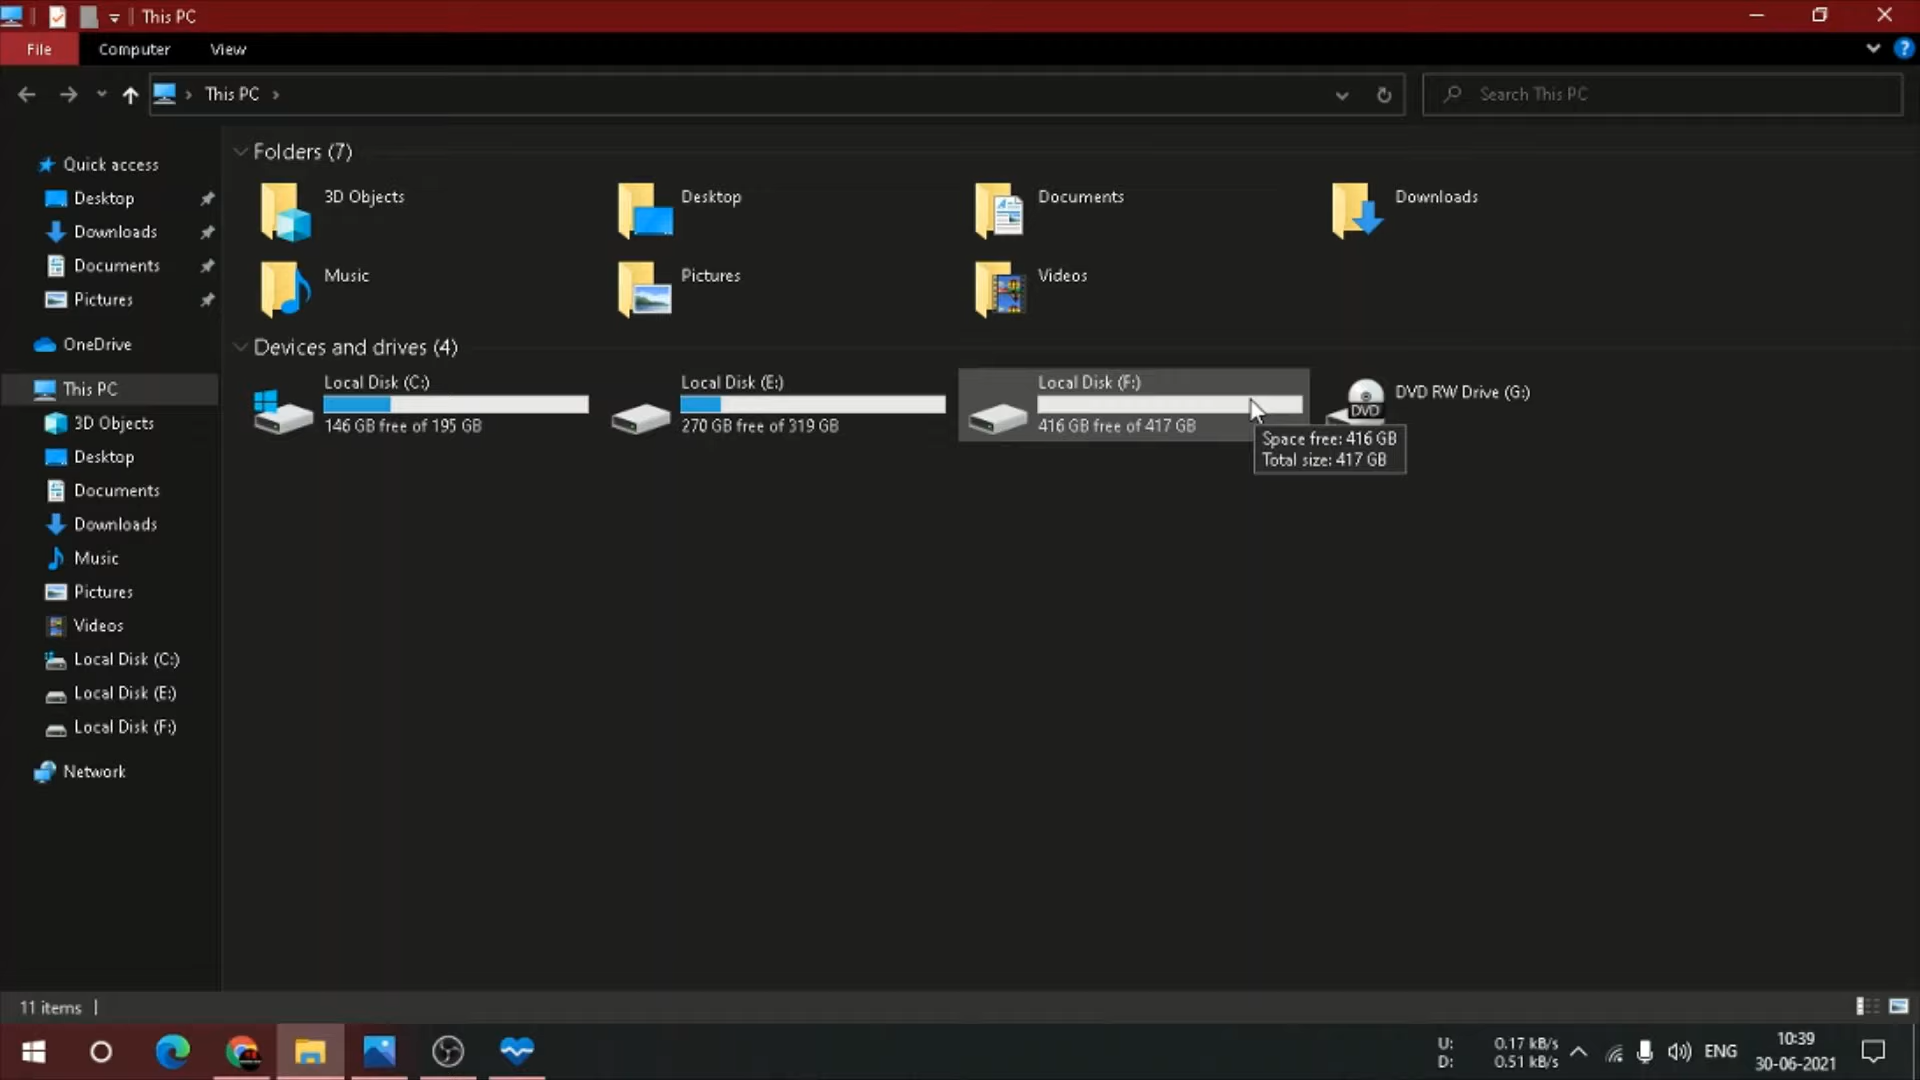 This PC
File Computer View
This PC
Search This PC
Quick access
Desktop
Downloads
Documents
Pictures
OneDrive
This PC
3D Objects
Desktop
Documents
Downloads
Music
Pictures
Videos
Local Disk (C:)
Local Disk (E:)
Local Disk (F:)
Network
Folders (7)
3D Objects
Desktop
Documents
Downloads
Music
Pictures
Videos
Devices and drives (4)
Local Disk (C:)
146 GB free of 195 GB
Local Disk (E:)
270 GB free of 319 GB
Local Disk (F:)
416 GB free of 417 GB
DVD RW Drive (G:)
DVD
Space free: 416 GB
Total size: 417 GB
11 items
U: 0.17 kB/s
D: 0.51 kB/s
ENG
10:39
30-06-2021